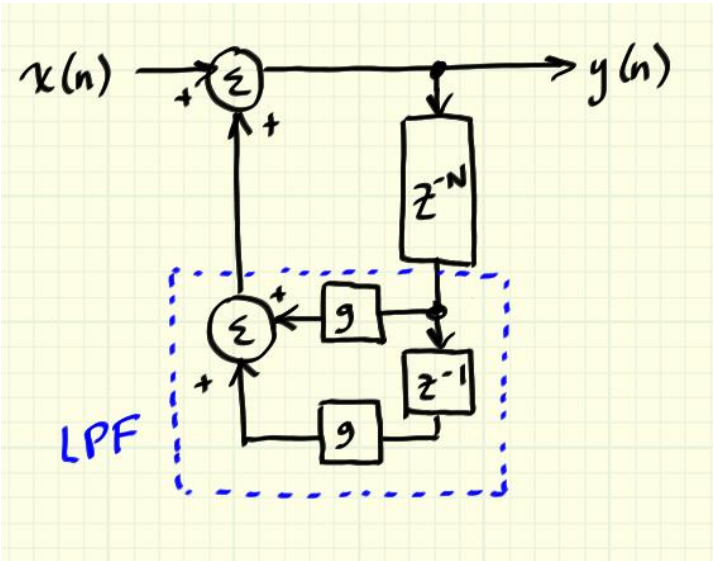 x(n)
+
Σ
y(n)
+
z^-N
+
g
Σ
+
z^-1
g
LPF